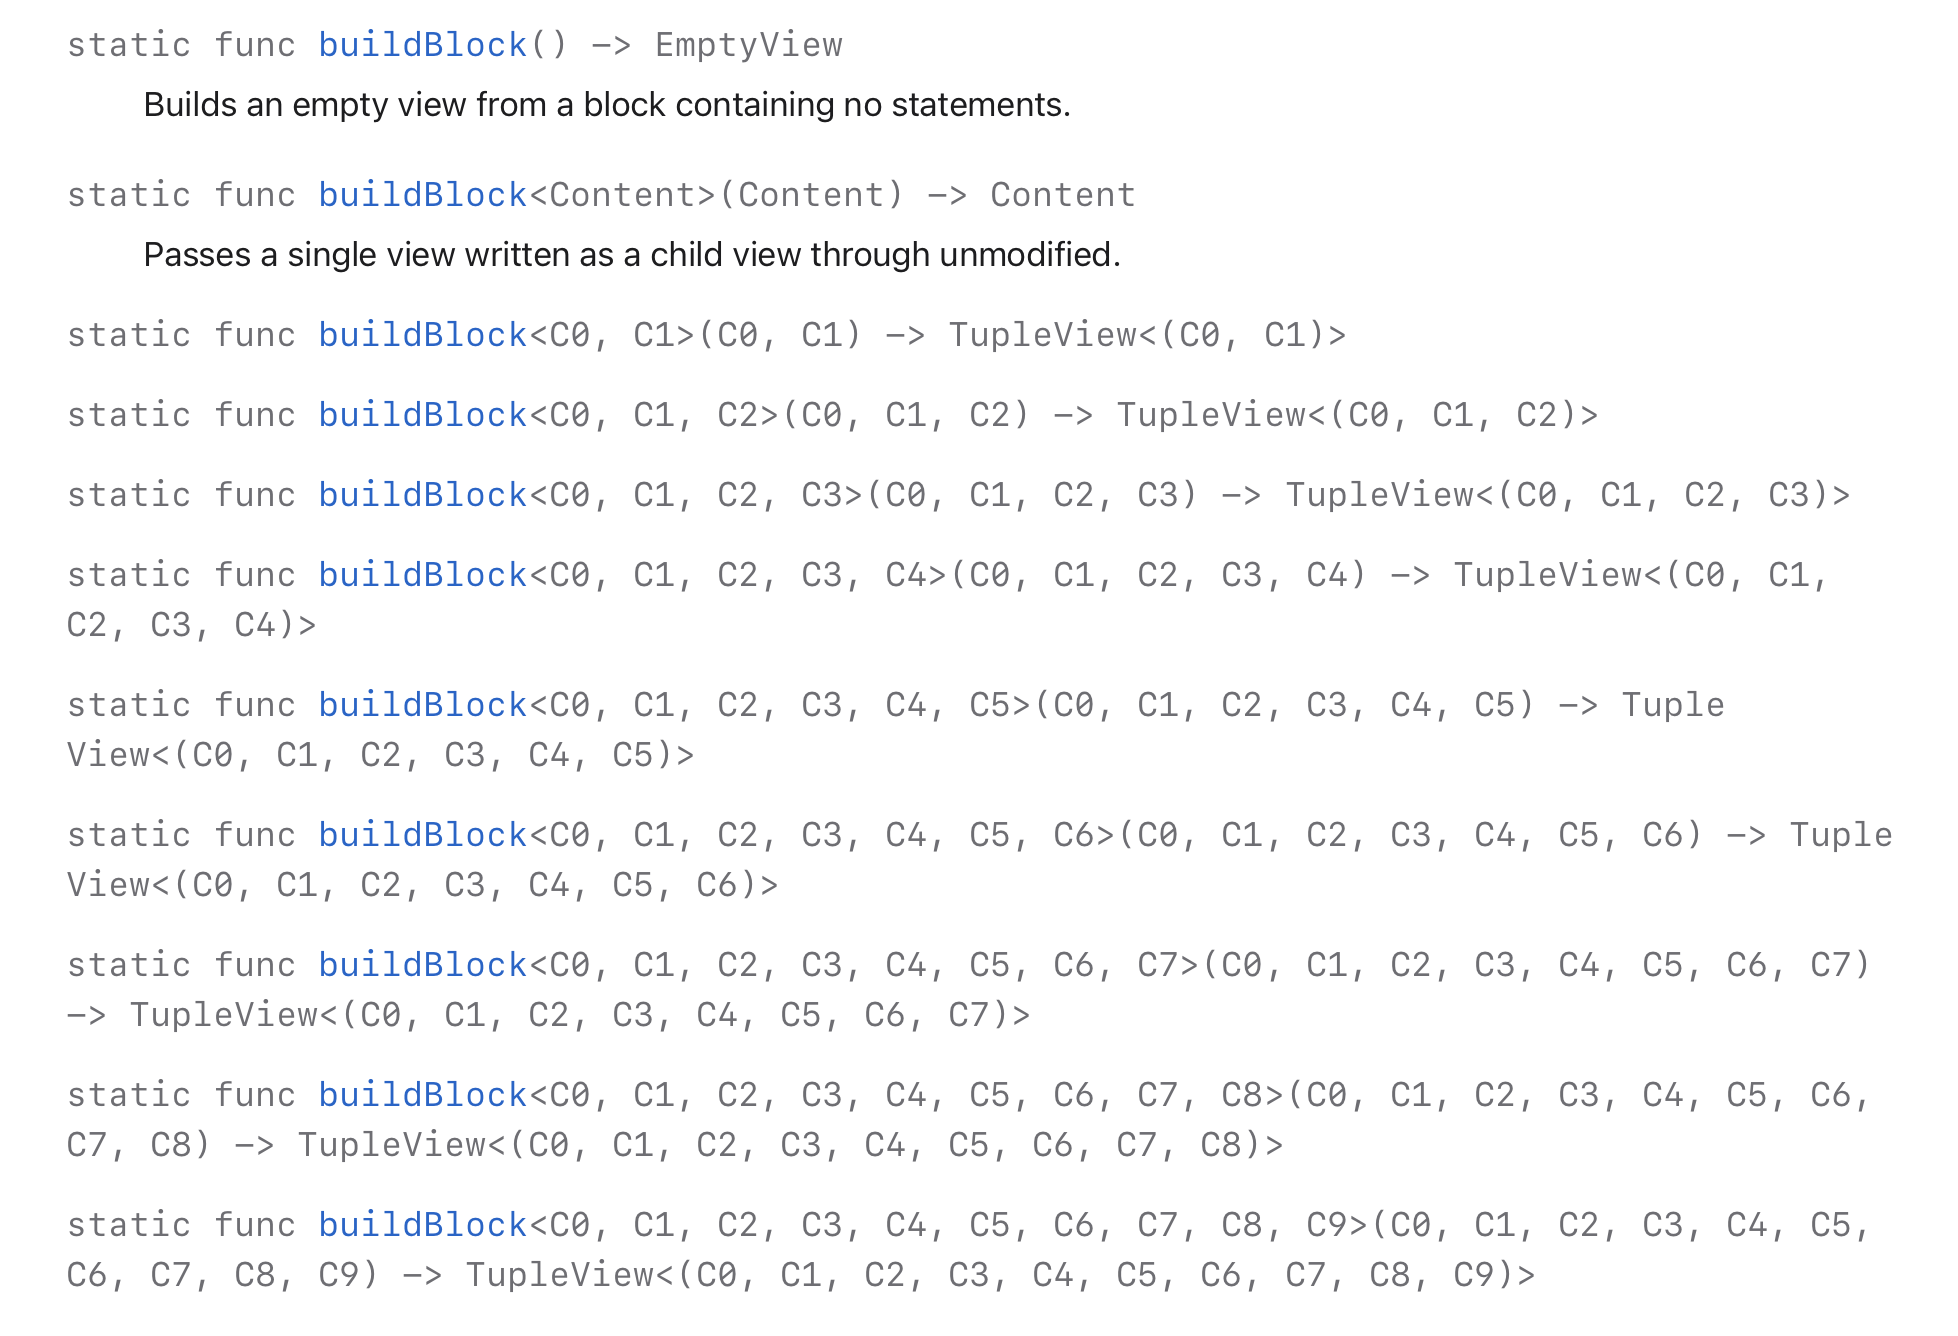 static func buildBlock() -> EmptyView
Builds an empty view from a block containing no statements.
static func buildBlock<Content>(Content) -> Content
Passes a single view written as a child view through unmodified.
static func buildBlock<C0, C1>(C0, C1) -> TupleView<(C0, C1)>
static func buildBlock<C0, C1, C2>(C0, C1, C2) -> TupleView<(C0, C1, C2)>
static func buildBlock<C0, C1, C2, C3>(C0, C1, C2, C3) -> TupleView<(C0, C1, C2, C3)>
static func buildBlock<C0, C1, C2, C3, C4>(C0, C1, C2, C3, C4) -> TupleView<(C0, C1,
C2, C3, C4)>
static func buildBlock<C0, C1, C2, C3, C4, C5>(C0, C1, C2, C3, C4, C5) -> Tuple
View<(C0, C1, C2, C3, C4, C5)>
static func buildBlock<C0, C1, C2, C3, C4, C5, C6>(C0, C1, C2, C3, C4, C5, C6) -> Tuple
View<(C0, C1, C2, C3, C4, C5, C6)>
static func buildBlock<C0, C1, C2, C3, C4, C5, C6, C7>(C0, C1, C2, C3, C4, C5, C6, C7)
-> TupleView<(C0, C1, C2, C3, C4, C5, C6, C7)>
static func buildBlock<C0, C1, C2, C3, C4, C5, C6, C7, C8>(C0, C1, C2, C3, C4, C5, C6,
C7, C8) -> TupleView<(C0, C1, C2, C3, C4, C5, C6, C7, C8)>
static func buildBlock<C0, C1, C2, C3, C4, C5, C6, C7, C8, C9>(C0, C1, C2, C3, C4, C5,
C6, C7, C8, C9) -> TupleView<(C0, C1, C2, C3, C4, C5, C6, C7, C8, C9)>